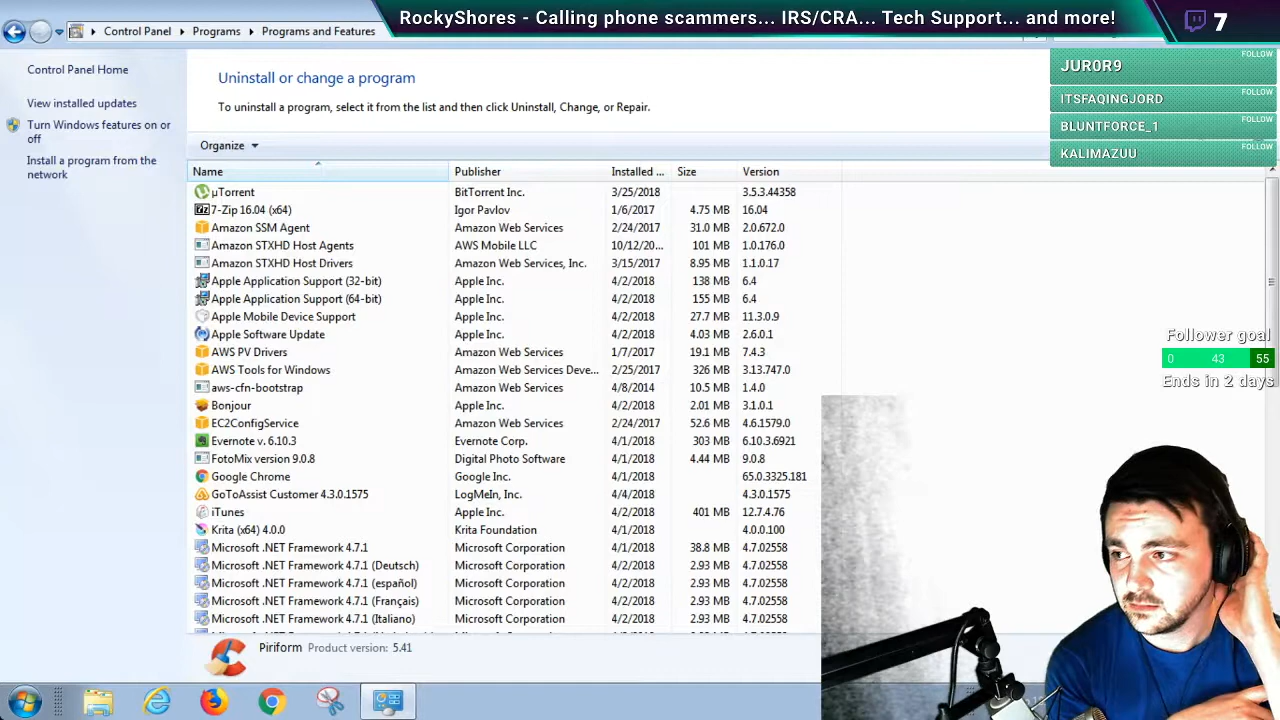 RockyShores - Calling phone scammers... IRS/CRA... Tech Support... and more!
7
Control Panel Programs Programs and Features
Control Panel Home
View installed updates
Turn Windows features on or
off
Install a program from the
network
Uninstall or change a program
To uninstall a program, select it from the list and then click Uninstall, Change, or Repair.
FOLLOW
JUR0R9
FOLLOW
ITSFAQINGJORD
FOLLOW
BLUNTFORCE_1
FOLLOW
KALIMAZUU
Organize
Name Publisher Installed ... Size Version
µTorrent BitTorrent Inc. 3/25/2018 3.5.3.44358
7-Zip 16.04 (x64) Igor Pavlov 1/6/2017 4.75 MB 16.04
Amazon SSM Agent Amazon Web Services 2/24/2017 31.0 MB 2.0.672.0
Amazon STXHD Host Agents AWS Mobile LLC 10/12/20... 101 MB 1.0.176.0
Amazon STXHD Host Drivers Amazon Web Services, Inc. 3/15/2017 8.95 MB 1.1.0.17
Apple Application Support (32-bit) Apple Inc. 4/2/2018 138 MB 6.4
Apple Application Support (64-bit) Apple Inc. 4/2/2018 155 MB 6.4
Apple Mobile Device Support Apple Inc. 4/2/2018 27.7 MB 11.3.0.9
Apple Software Update Apple Inc. 4/2/2018 4.03 MB 2.6.0.1
AWS PV Drivers Amazon Web Services 1/7/2017 19.1 MB 7.4.3
AWS Tools for Windows Amazon Web Services Deve... 2/25/2017 326 MB 3.13.747.0
aws-cfn-bootstrap Amazon Web Services 4/8/2014 10.5 MB 1.4.0
Bonjour Apple Inc. 4/2/2018 2.01 MB 3.1.0.1
EC2ConfigService Amazon Web Services 2/24/2017 52.6 MB 4.6.1579.0
Evernote v. 6.10.3 Evernote Corp. 4/1/2018 303 MB 6.10.3.6921
FotoMix version 9.0.8 Digital Photo Software 4/1/2018 4.44 MB 9.0.8
Google Chrome Google Inc. 4/1/2018 65.0.3325.181
GoToAssist Customer 4.3.0.1575 LogMeIn, Inc. 4/4/2018 4.3.0.1575
iTunes Apple Inc. 4/2/2018 401 MB 12.7.4.76
Krita (x64) 4.0.0 Krita Foundation 4/1/2018 4.0.0.100
Microsoft .NET Framework 4.7.1 Microsoft Corporation 4/1/2018 38.8 MB 4.7.02558
Microsoft .NET Framework 4.7.1 (Deutsch) Microsoft Corporation 4/2/2018 2.93 MB 4.7.02558
Microsoft .NET Framework 4.7.1 (español) Microsoft Corporation 4/2/2018 2.93 MB 4.7.02558
Microsoft .NET Framework 4.7.1 (Français) Microsoft Corporation 4/2/2018 2.93 MB 4.7.02558
Microsoft .NET Framework 4.7.1 (Italiano) Microsoft Corporation 4/2/2018 2.93 MB 4.7.02558
Follower goal
0 43 55
Ends in 2 days
Piriform Product version: 5.41